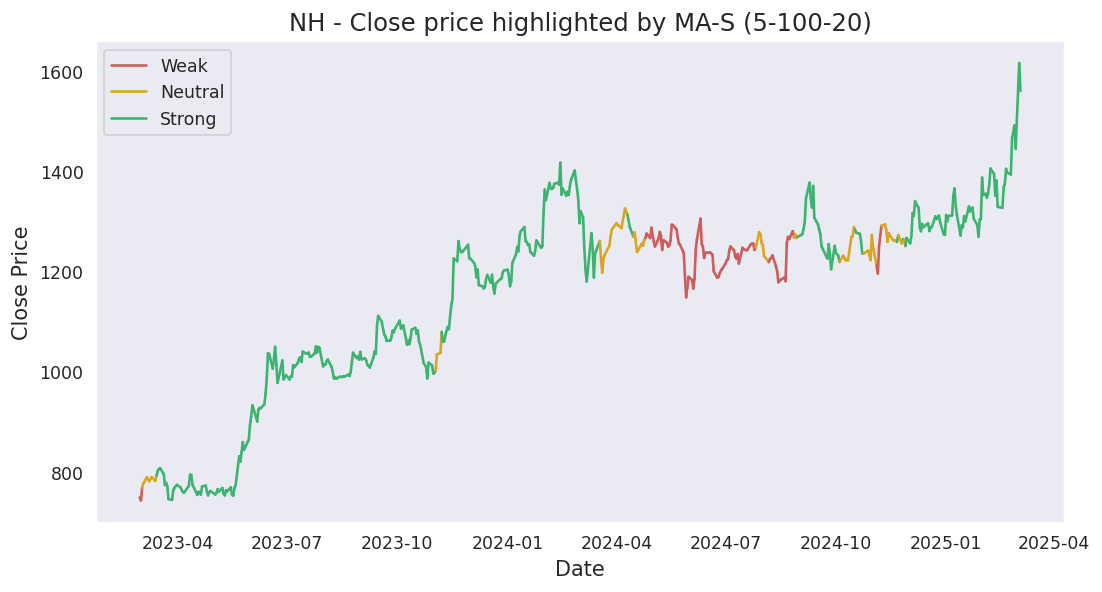 NH - Close price highlighted by MA-S (5-100-20)
Weak
Neutral
Strong
1600
1400
1200
1000
800
Close Price
2023-04 2023-07 2023-10 2024-01 2024-04 2024-07 2024-10 2025-01 2025-04
Date